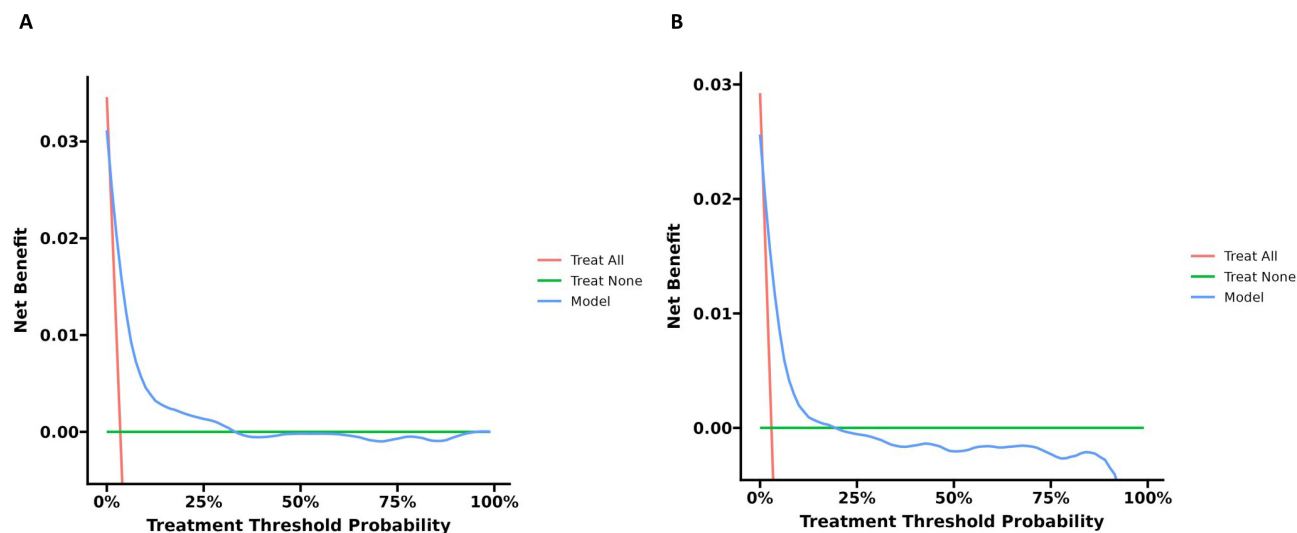 A
Net Benefit
0.03
0.02
0.01
0.00
0% 25% 50% 75% 100%
Treatment Threshold Probability
Treat All
Treat None
Model
B
Net Benefit
0.03
0.02
0.01
0.00
0% 25% 50% 75% 100%
Treatment Threshold Probability
Treat All
Treat None
Model